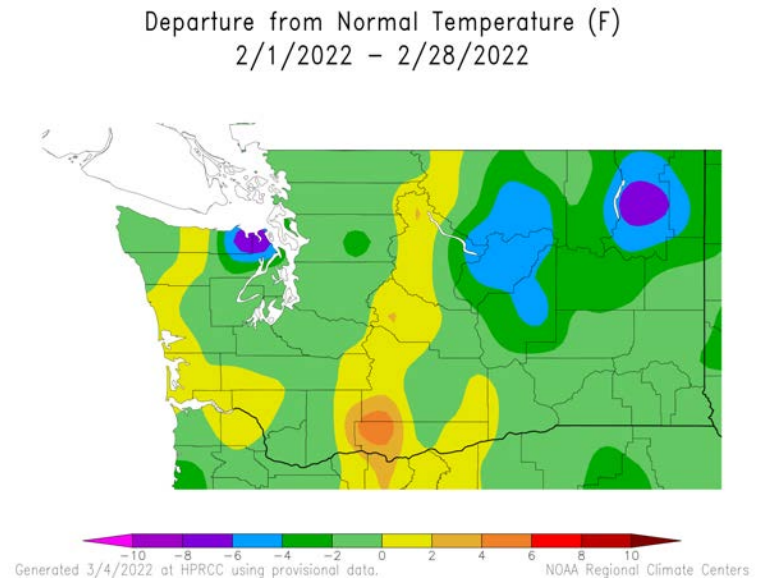 Departure from Normal Temperature (F)
2/1/2022 – 2/28/2022
-10 -8 -6 -4 -2 0 2 4 6 8 10
Generated 3/4/2022 at HPRCC using provisional data.
NOAA Regional Climate Centers